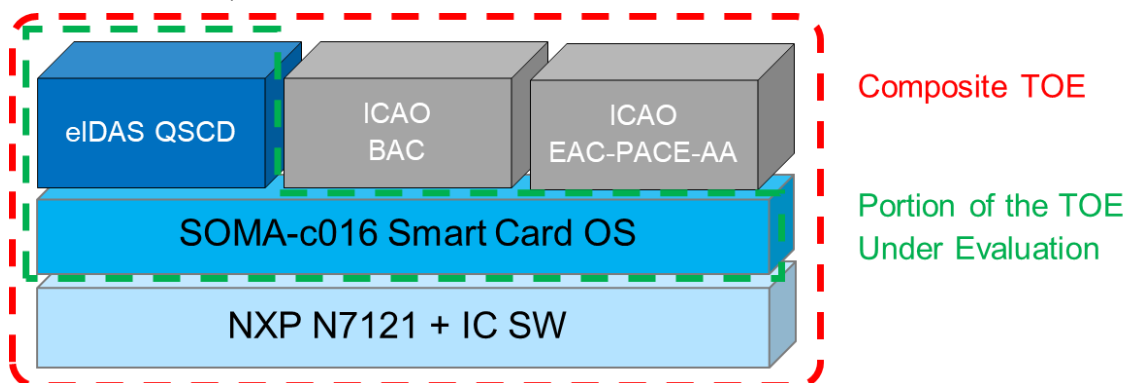 eIDAS QSCD
ICAO
BAC
ICAO
EAC-PACE-AA
Composite TOE
SOMA-c016 Smart Card OS
Portion of the TOE
Under Evaluation
NXP N7121 + IC SW